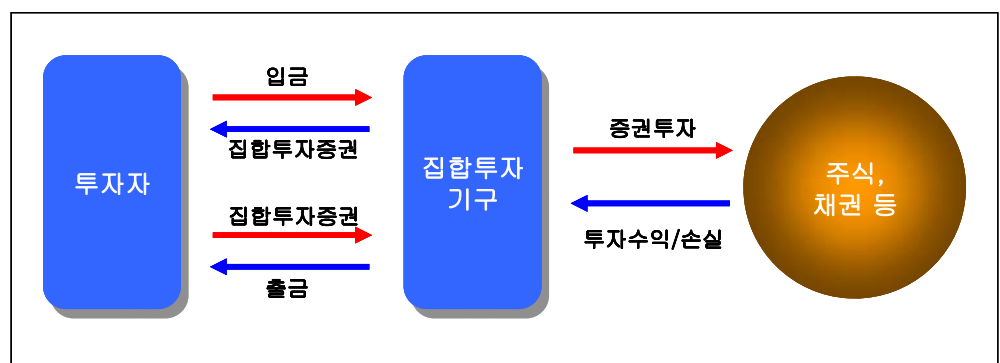 입금
집합투자증권
투자자
집합투자증권
출금
집합투자
기구
증권투자
투자수익/손실
주식,
채권 등